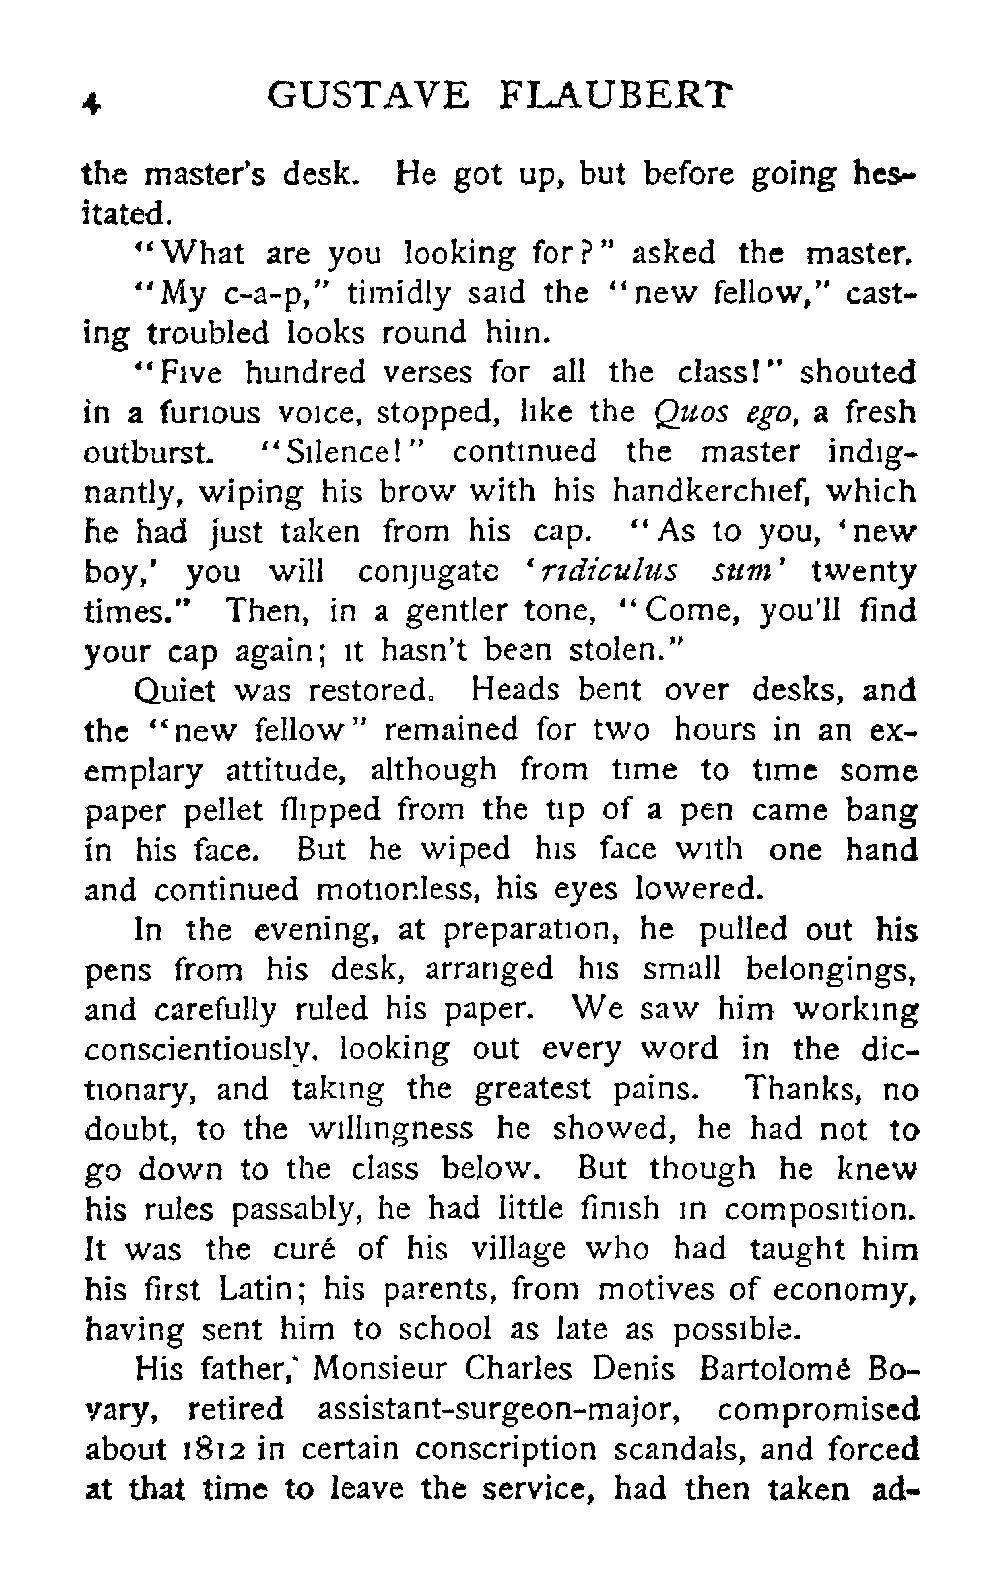 4 GUSTAVE FLAUBERT
the master's desk. He got up, but before going hes-
itated.
"What are you looking for?" asked the master.
"My c-a-p," timidly said the "new fellow," cast-
ing troubled looks round him.
"Five hundred verses for all the class!" shouted
in a furious voice, stopped, like the Quos ego, a fresh
outburst. "Silence!" continued the master indig-
nantly, wiping his brow with his handkerchief, which
he had just taken from his cap. "As to you, 'new
boy,' you will conjugate 'ridiculus sum' twenty
times." Then, in a gentler tone, "Come, you'll find
your cap again; it hasn't been stolen."
Quiet was restored. Heads bent over desks, and
the "new fellow" remained for two hours in an ex-
emplary attitude, although from time to time some
paper pellet flipped from the tip of a pen came bang
in his face. But he wiped his face with one hand
and continued motionless, his eyes lowered.
In the evening, at preparation, he pulled out his
pens from his desk, arranged his small belongings,
and carefully ruled his paper. We saw him working
conscientiously, looking out every word in the dic-
tionary, and taking the greatest pains. Thanks, no
doubt, to the willingness he showed, he had not to
go down to the class below. But though he knew
his rules passably, he had little finish in composition.
It was the curé of his village who had taught him
his first Latin; his parents, from motives of economy,
having sent him to school as late as possible.
His father, Monsieur Charles Denis Bartolomé Bo-
vary, retired assistant-surgeon-major, compromised
about 1812 in certain conscription scandals, and forced
at that time to leave the service, had then taken ad-